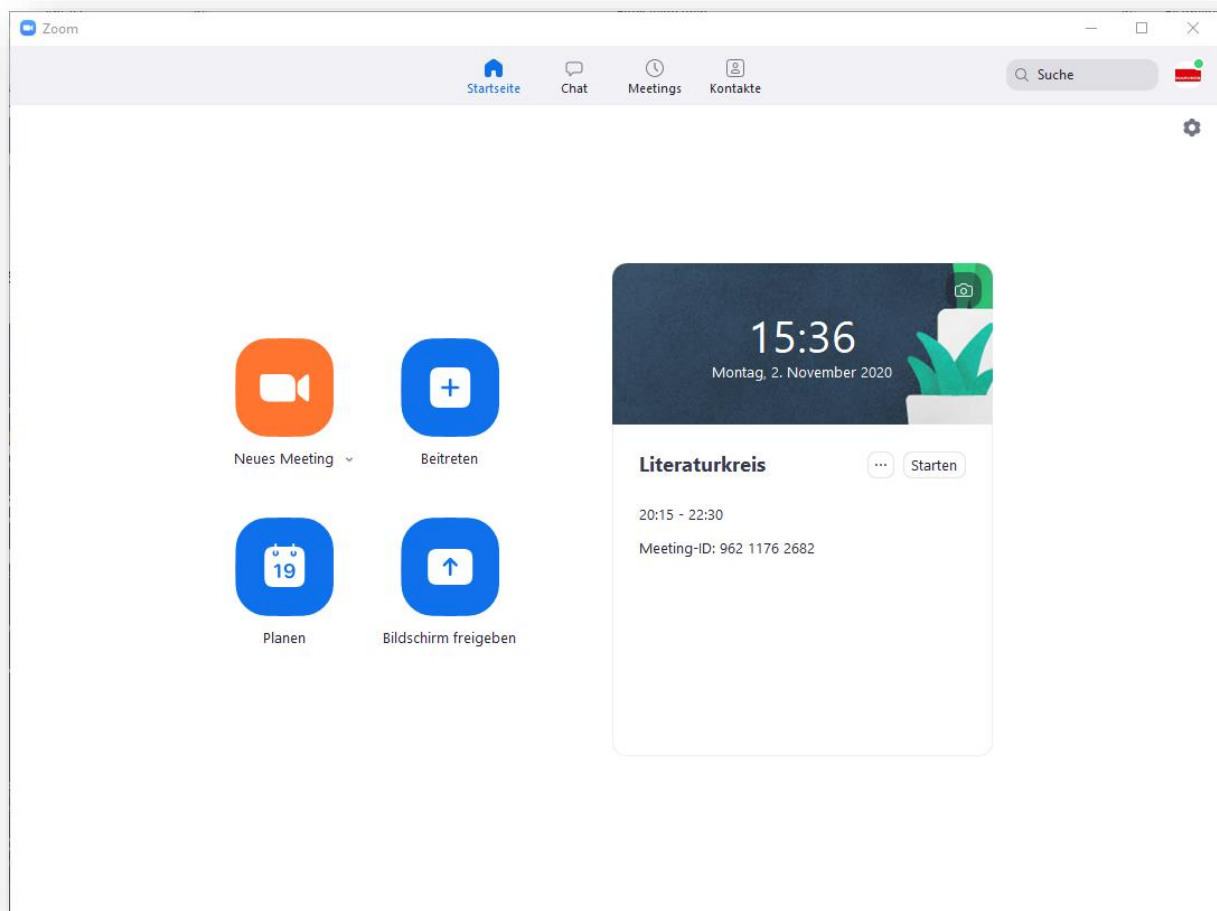 Zoom
Startseite
Chat
Meetings
Kontakte
Suche
15:36
Montag, 2. November 2020
Neues Meeting
Beitreten
19
Planen
Bildschirm freigeben
Literaturkreis
... Starten
20:15 - 22:30
Meeting-ID: 962 1176 2682